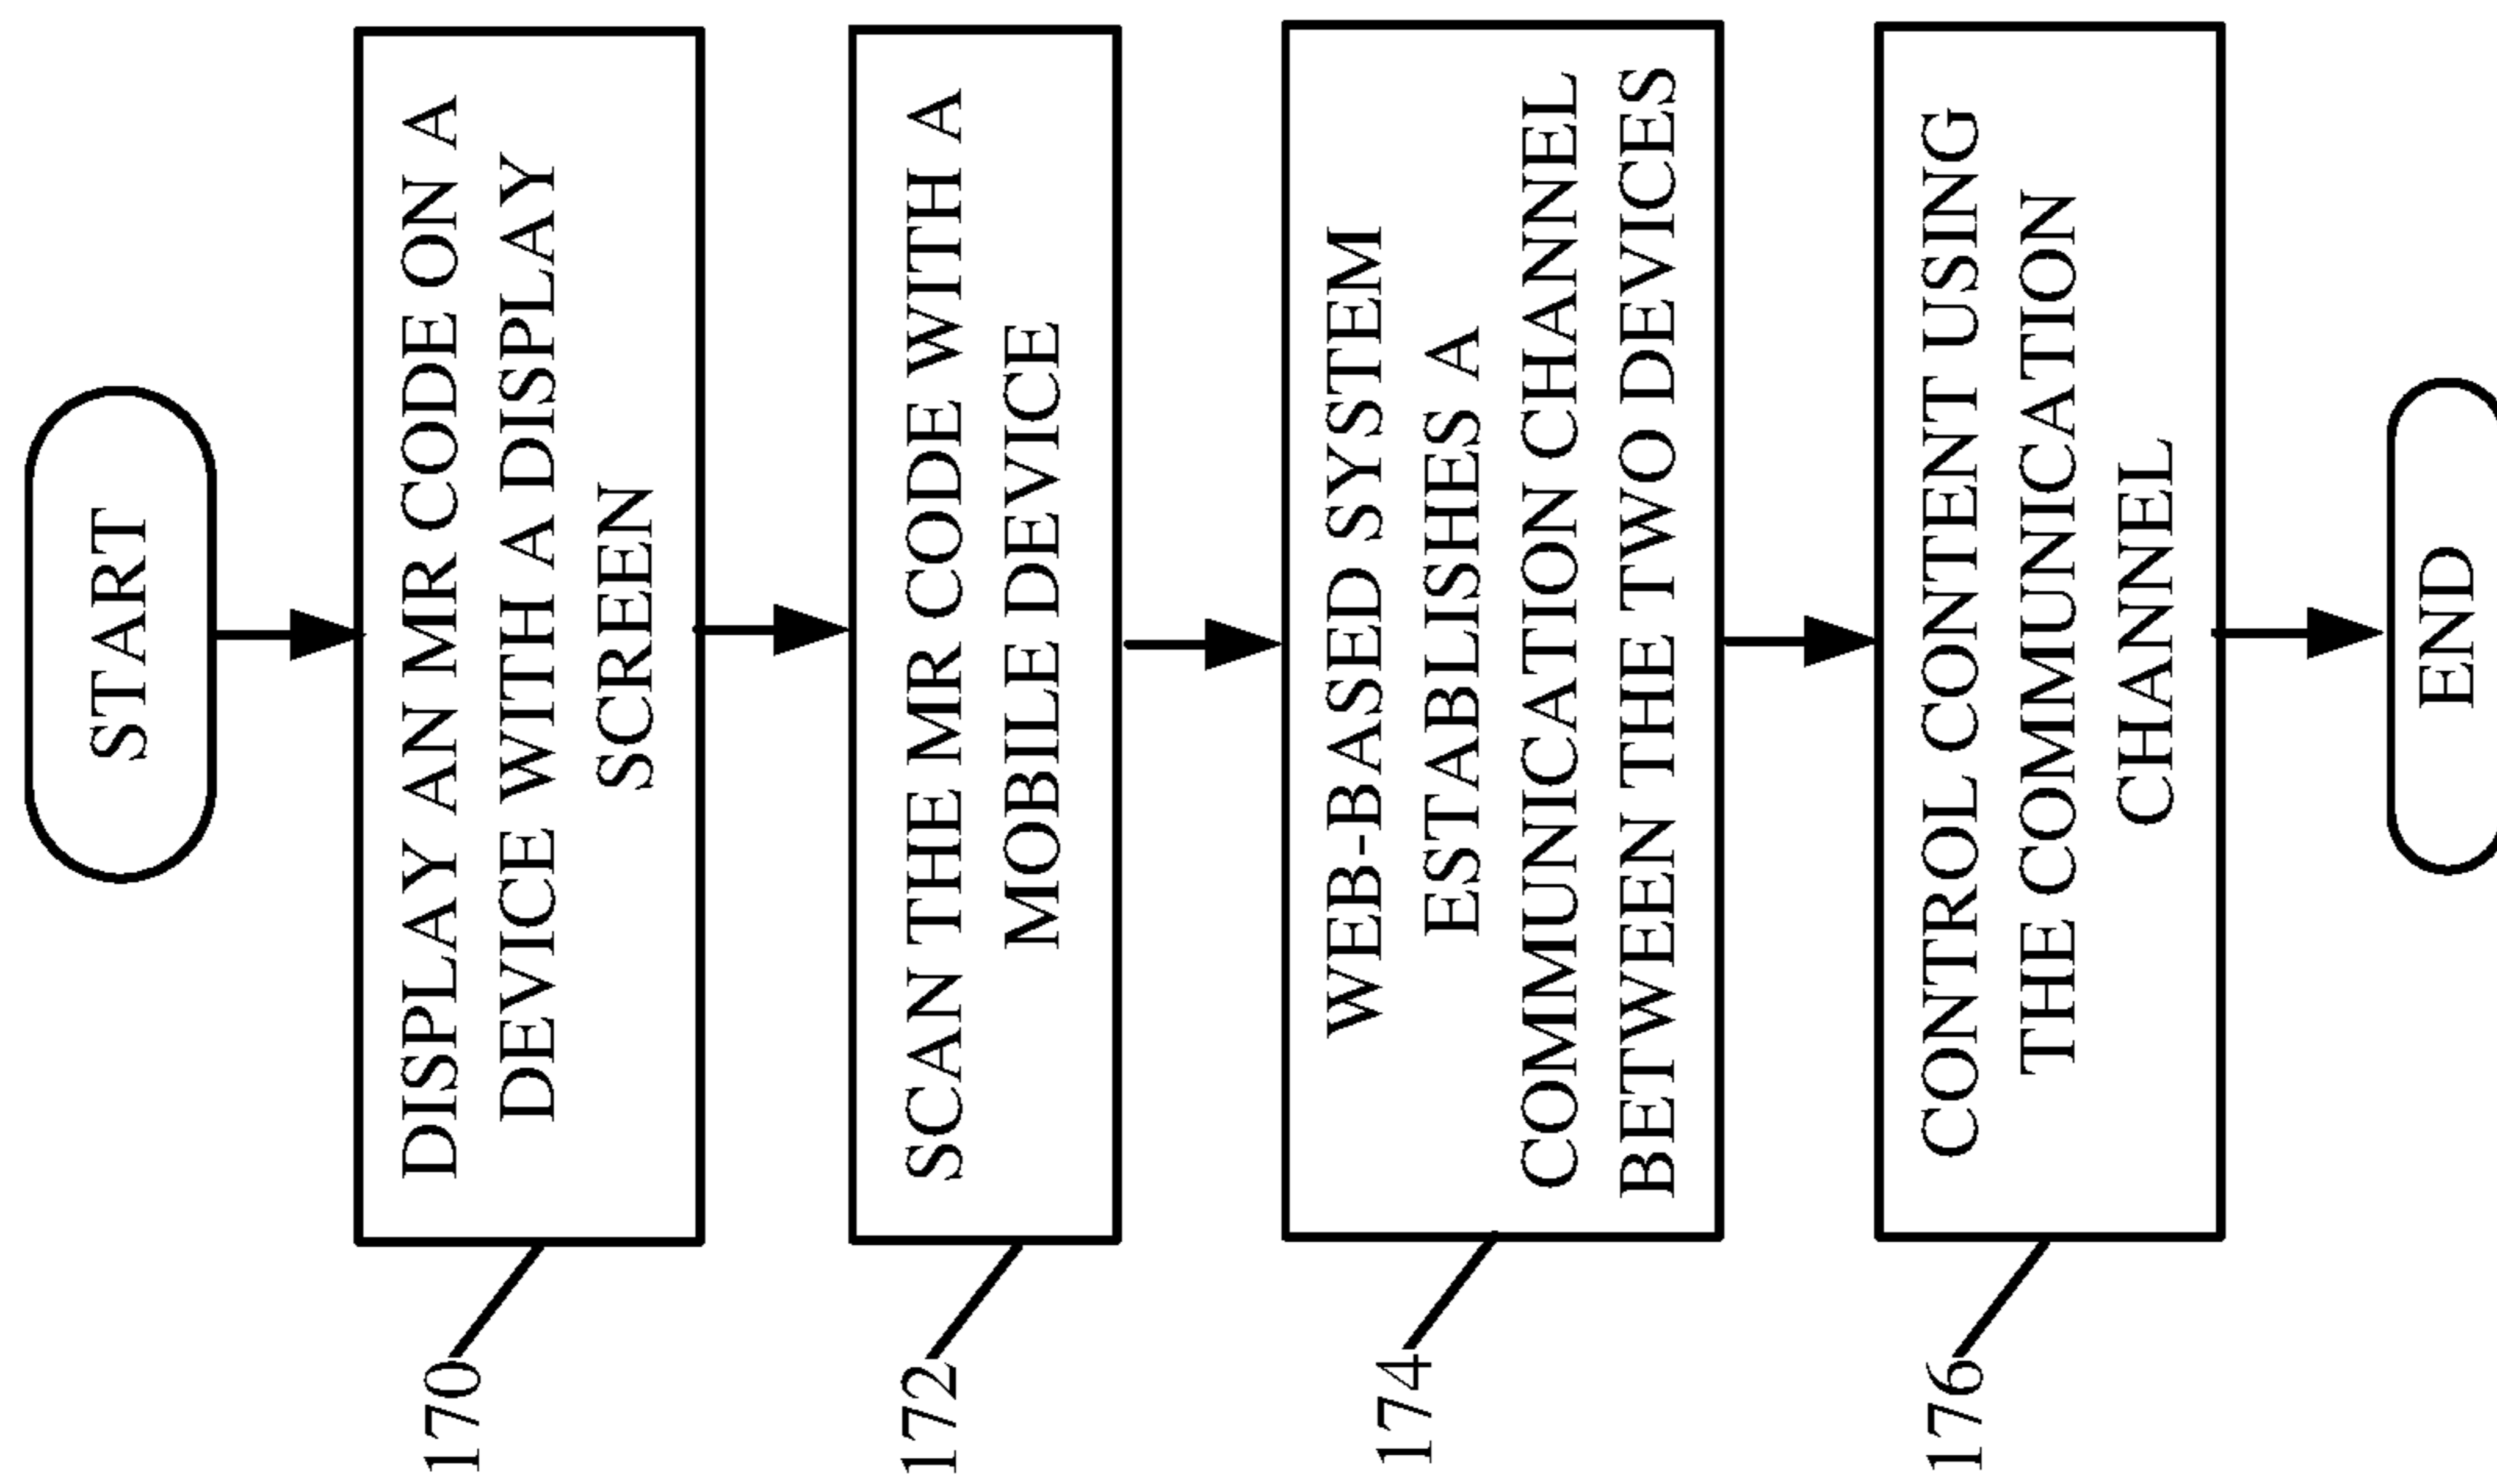 START
170
DISPLAY AN MR CODE ON A
DEVICE WITH A DISPLAY
SCREEN
172
SCAN THE MR CODE WITH A
MOBILE DEVICE
174
WEB-BASED SYSTEM
ESTABLISHES A
COMMUNICATION CHANNEL
BETWEEN THE TWO DEVICES
176
CONTROL CONTENT USING
THE COMMUNICATION
CHANNEL
END